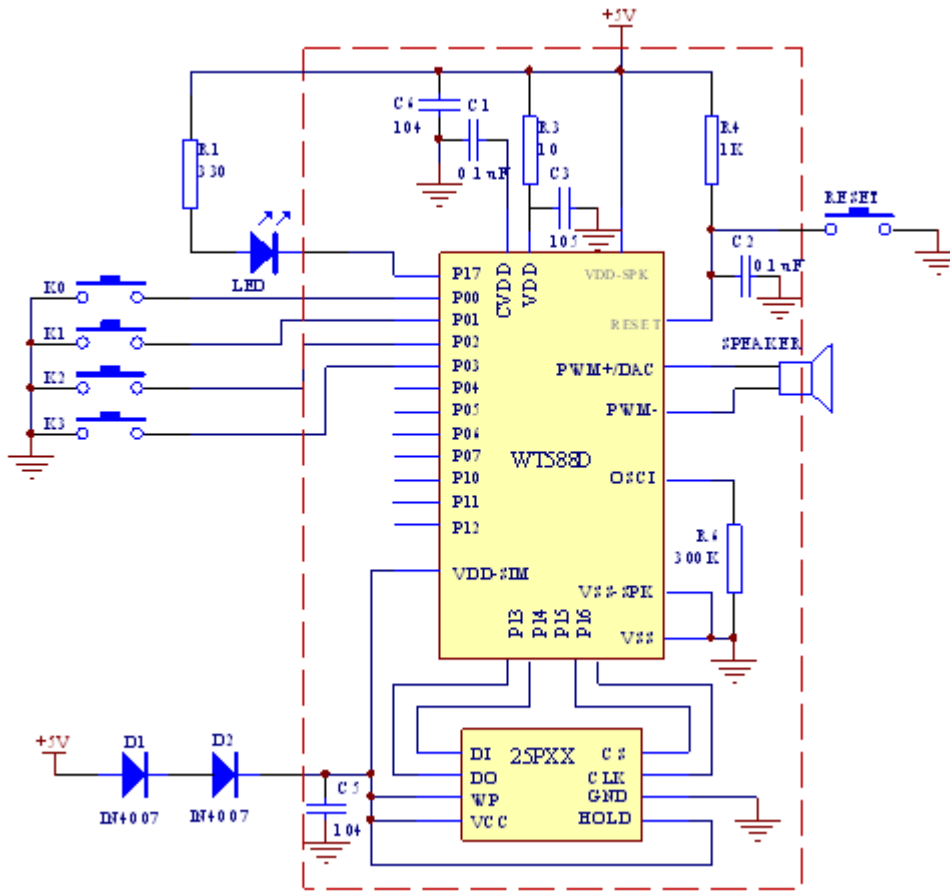 +5V
C6
104
C1
0.1uF
R3
10
C3
105
R4
1K
R1
330
RESET
C2
0.1uF
LED
K0
K1
K2
K3
P17
P00
P01
P02
P03
P04
P05
P06
P07
P10
P11
P12
VDD-SIM
CVDD
VDD
VDD-SPK
RESET
PWM+/DAC
PWM-
OSCI
VSS-SPK
VSS
WT588D
P13
P14
P15
P16
SPEAKER
R6
300K
+5V
D1
IN4007
D2
IN4007
C5
104
25PXX
DI
DO
WP
VCC
CS
CLK
GND
HOLD